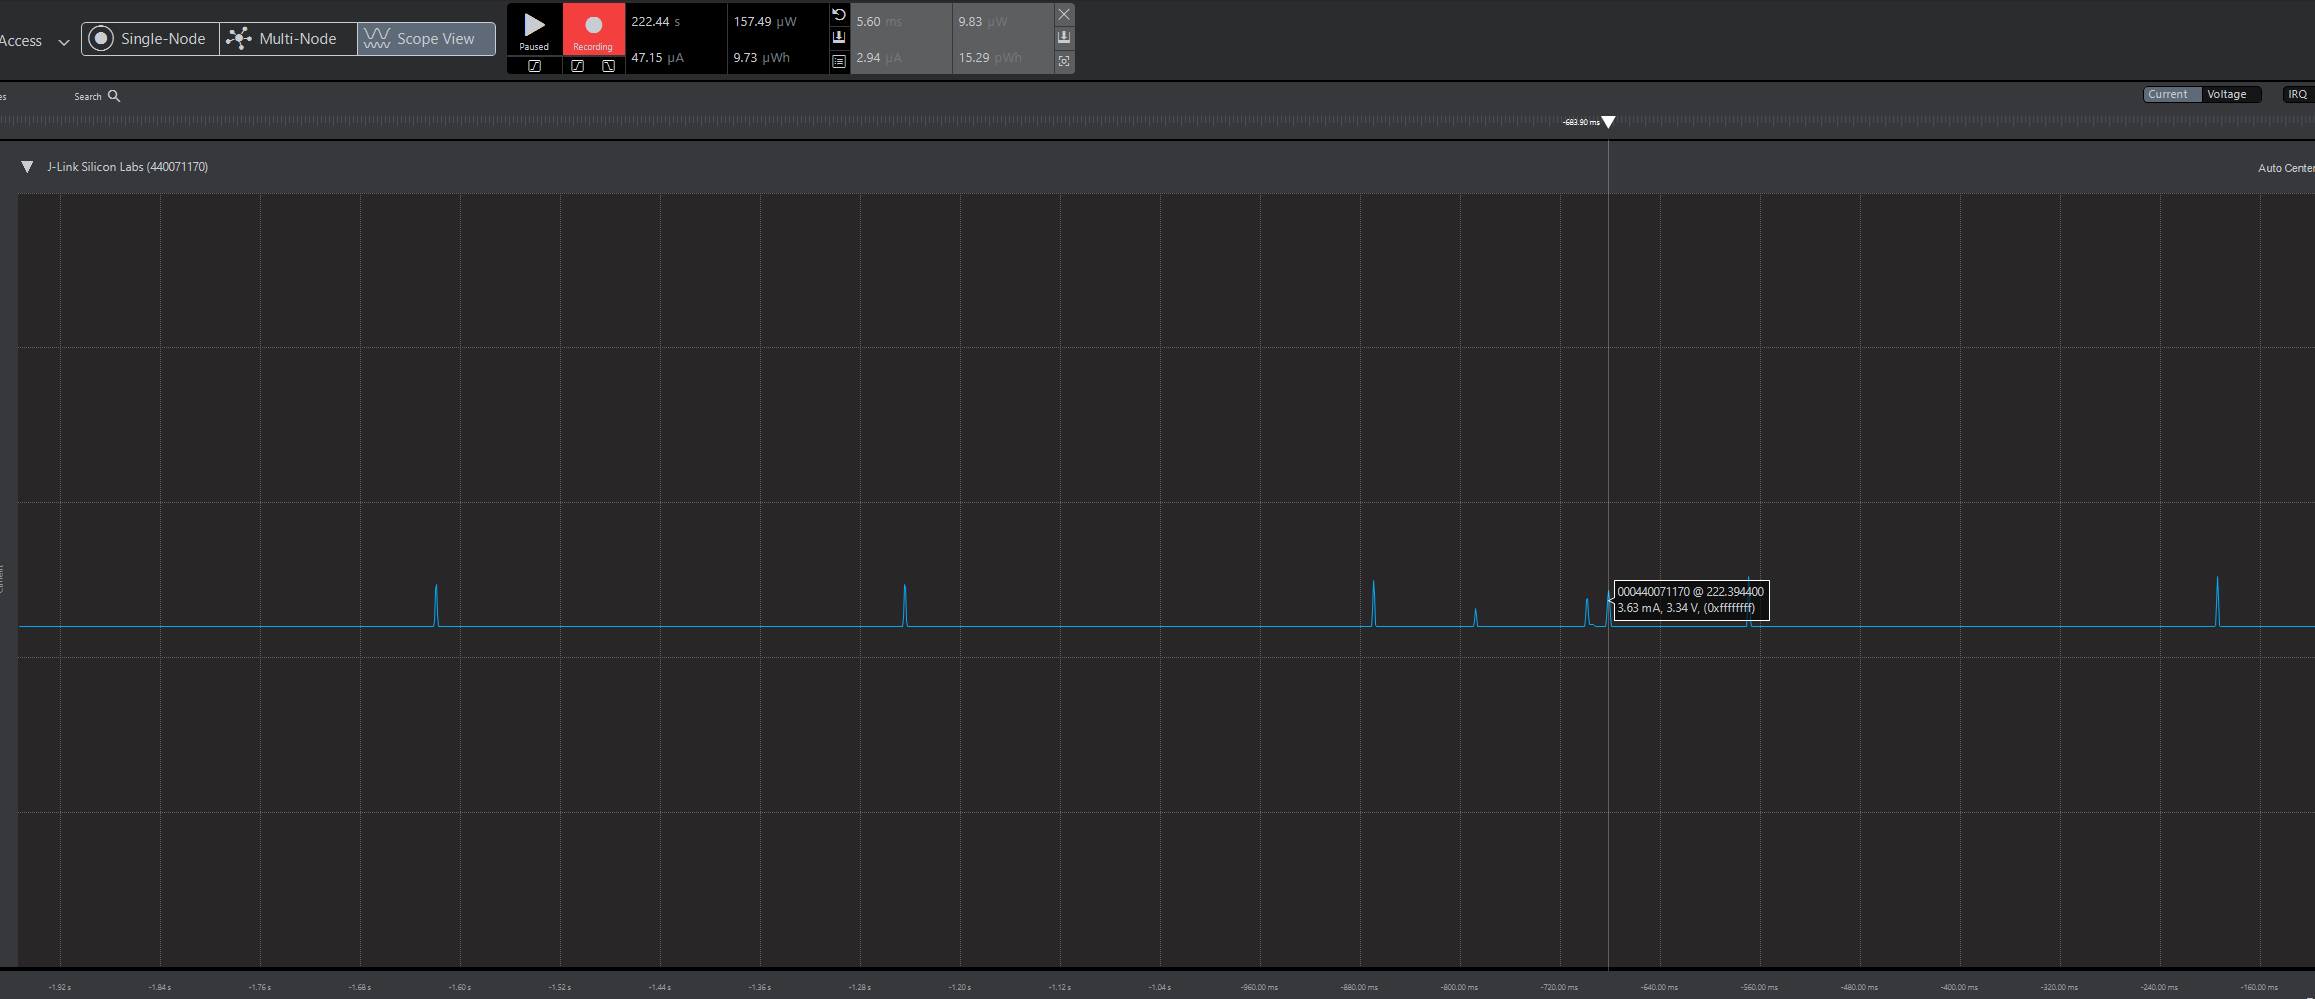 Access
Single-Node
Multi-Node
Scope View
Paused
Recording
222.44 s
157.49 µW
47.15 µA
9.73 µWh
5.60 ms
9.83 µW
2.94 µA
15.29 pWh
es
Search
Current
Voltage
IRQ
-683.90 ms
J-Link Silicon Labs (440071170)
Auto Center
000440071170 @ 222.394400
3.63 mA, 3.34 V, (0xffffffff)
-1.92 s
-1.84 s
-1.76 s
-1.68 s
-1.60 s
-1.52 s
-1.44 s
-1.36 s
-1.28 s
-1.20 s
-1.12 s
-1.04 s
-960.00 ms
-880.00 ms
-800.00 ms
-720.00 ms
-640.00 ms
-560.00 ms
-480.00 ms
-400.00 ms
-320.00 ms
-240.00 ms
-160.00 ms